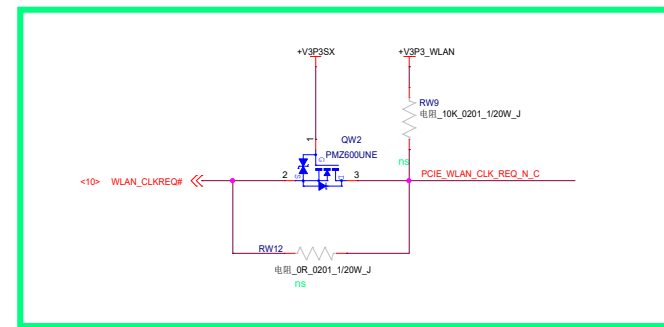 +V3P3SX
+V3P3_WLAN
RW9
电阻_10K_0201_1/20W_J
1
QW2
PMZ600UNE
G
ns
<10> WLAN_CLKREQ#
2
S
D
3
PCIE_WLAN_CLK_REQ_N_C
RW12
电阻_0R_0201_1/20W_J
ns